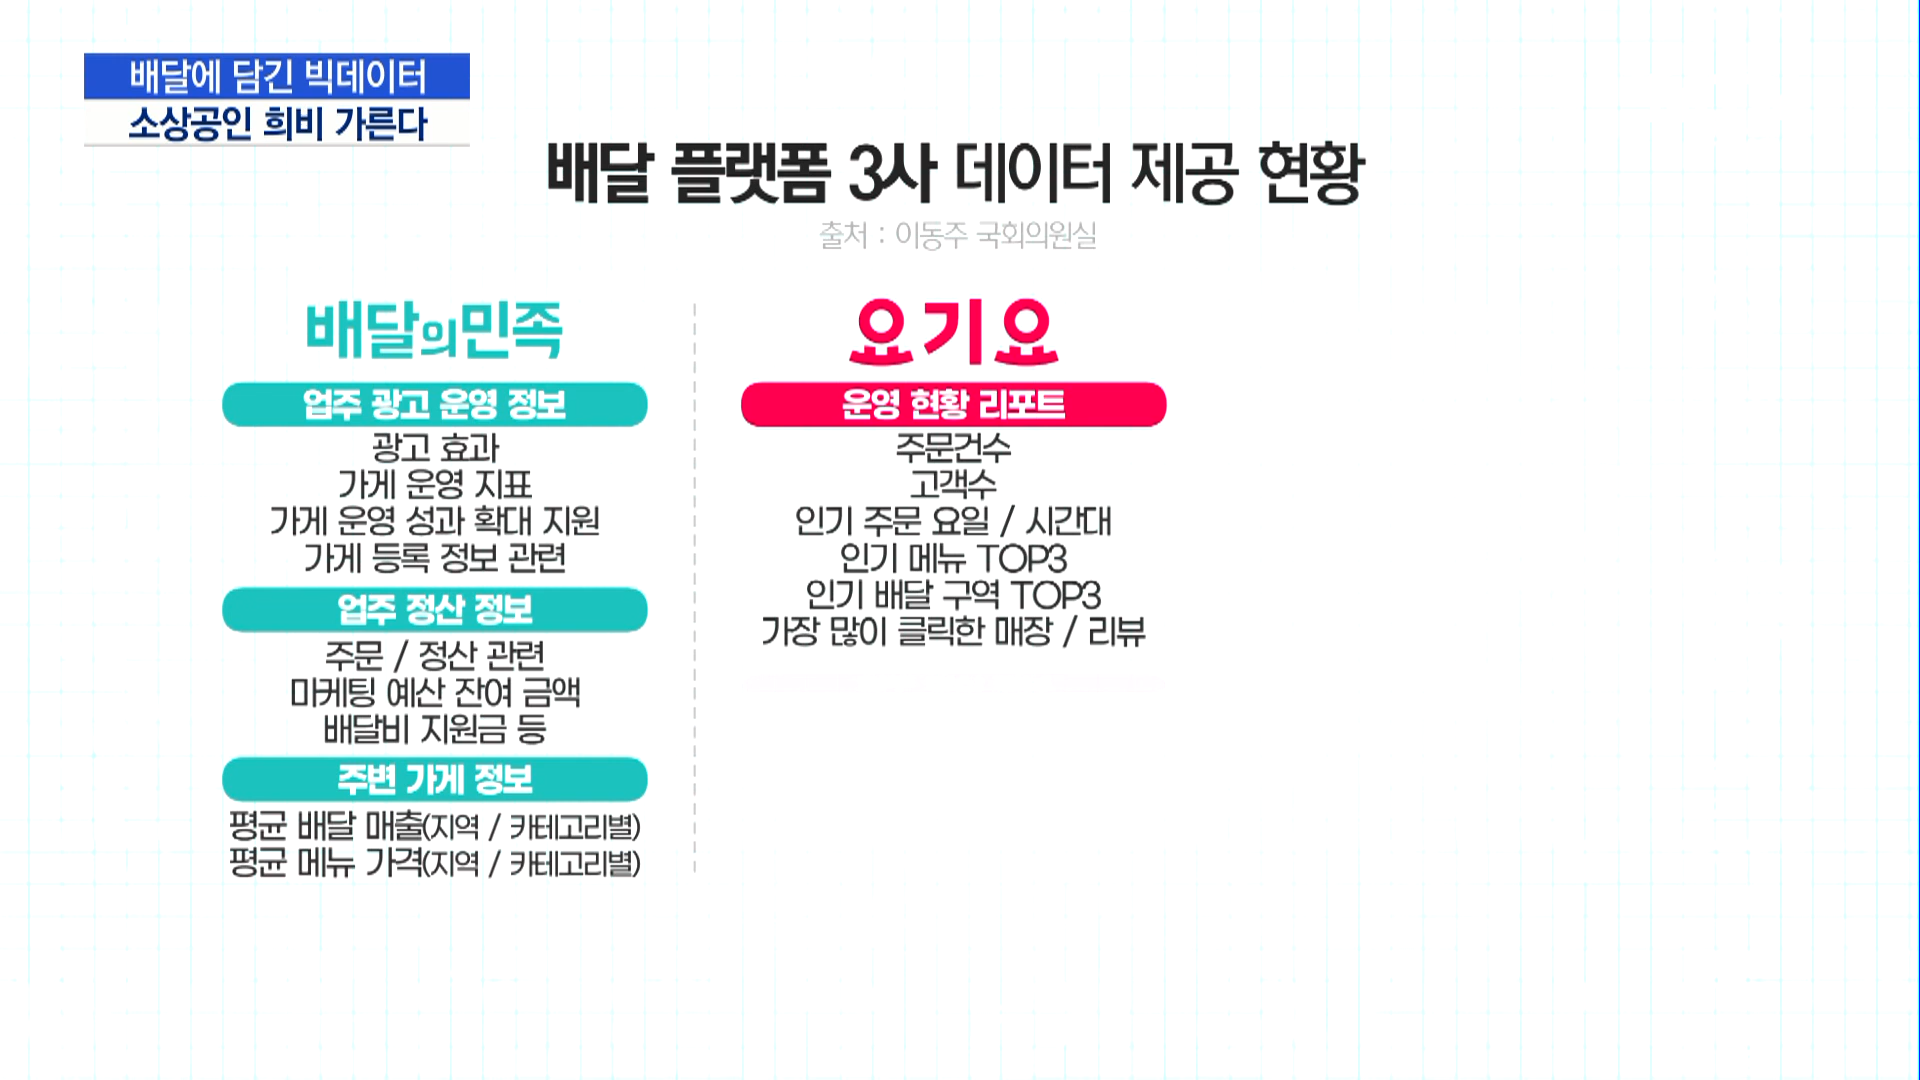 배달에 담긴 빅데이터
소상공인 희비 가른다
배달 플랫폼 3사 데이터 제공 현황
출처 : 이동주 국회의원실
배달의민족
업주 광고 운영 정보
광고 효과
가게 운영 지표
가게 운영 성과 확대 지원
가게 등록 정보 관련
업주 정산 정보
주문 / 정산 관련
마케팅 예산 잔여 금액
배달비 지원금 등
주변 가게 정보
평균 배달 매출(지역 / 카테고리별)
평균 메뉴 가격(지역 / 카테고리별)
요기요
운영 현황 리포트
주문건수
고객수
인기 주문 요일 / 시간대
인기 메뉴 TOP3
인기 배달 구역 TOP3
가장 많이 클릭한 매장 / 리뷰